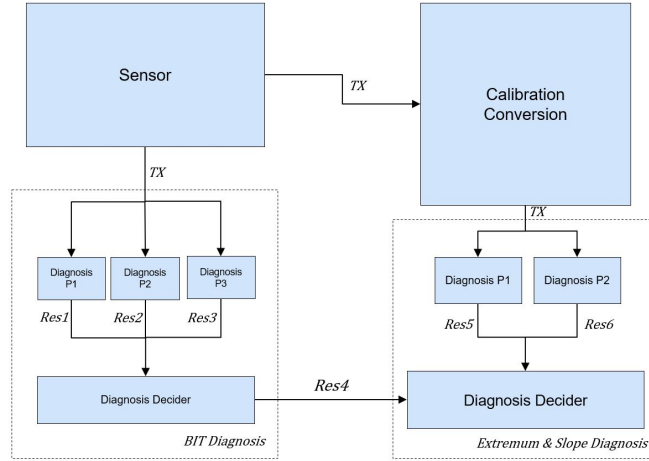 Sensor
TX
Calibration
Conversion
TX
TX
Diagnosis
P1
Diagnosis
P2
Diagnosis
P3
Diagnosis P1
Diagnosis P2
Res1
Res2
Res3
Res5
Res6
Diagnosis Decider
Res4
Diagnosis Decider
BIT Diagnosis
Extremum & Slope Diagnosis